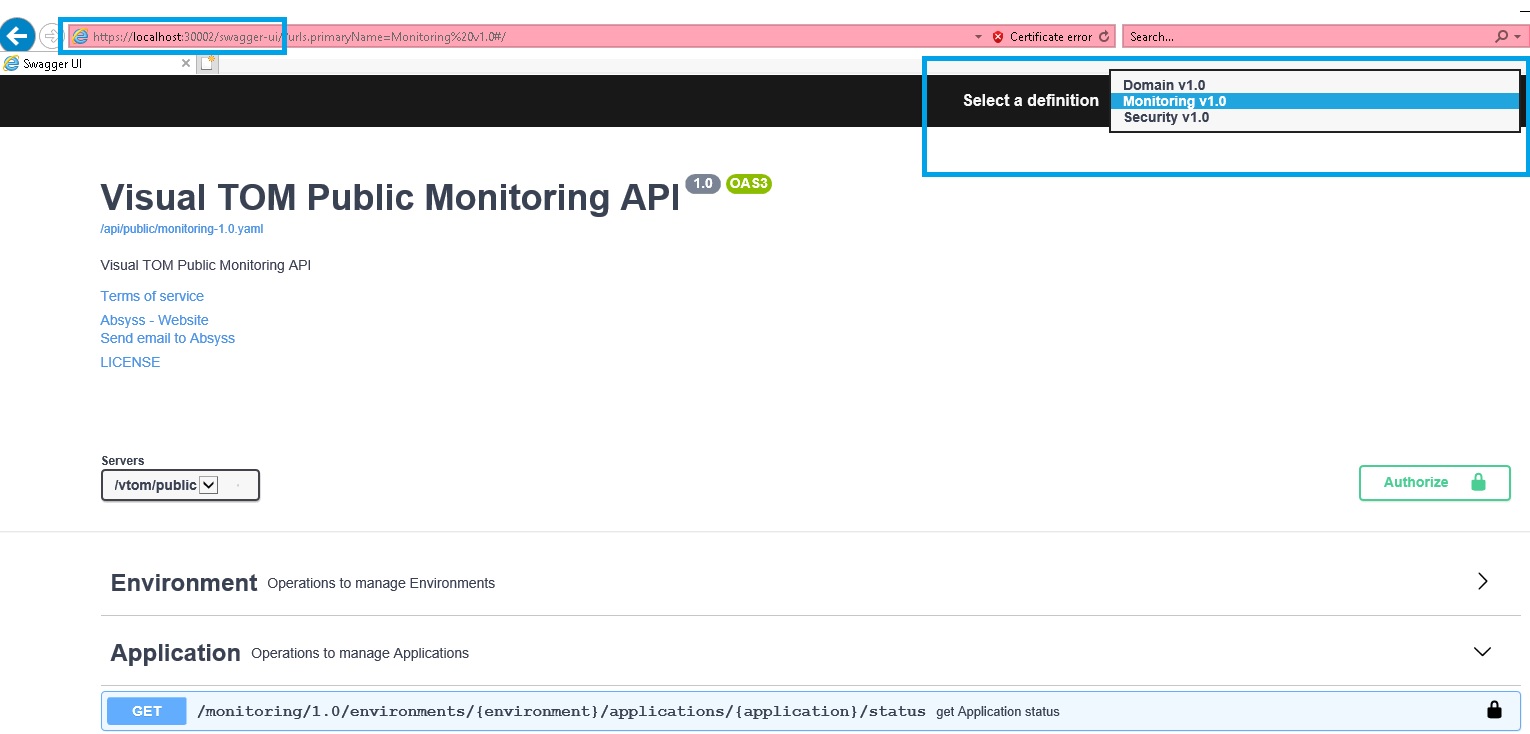 https://localhost:30002/swagger-ui/?urls.primaryName=Monitoring%20v1.0#/ Certificate error Search...
Swagger UI
Select a definition
Domain v1.0
Monitoring v1.0
Security v1.0
Visual TOM Public Monitoring API 1.0 OAS3
/api/public/monitoring-1.0.yaml
Visual TOM Public Monitoring API
Terms of service
Absyss - Website
Send email to Absyss
LICENSE
Servers
/vtom/public
Authorize
Environment Operations to manage Environments
Application Operations to manage Applications
GET /monitoring/1.0/environments/{environment}/applications/{application}/status get Application status